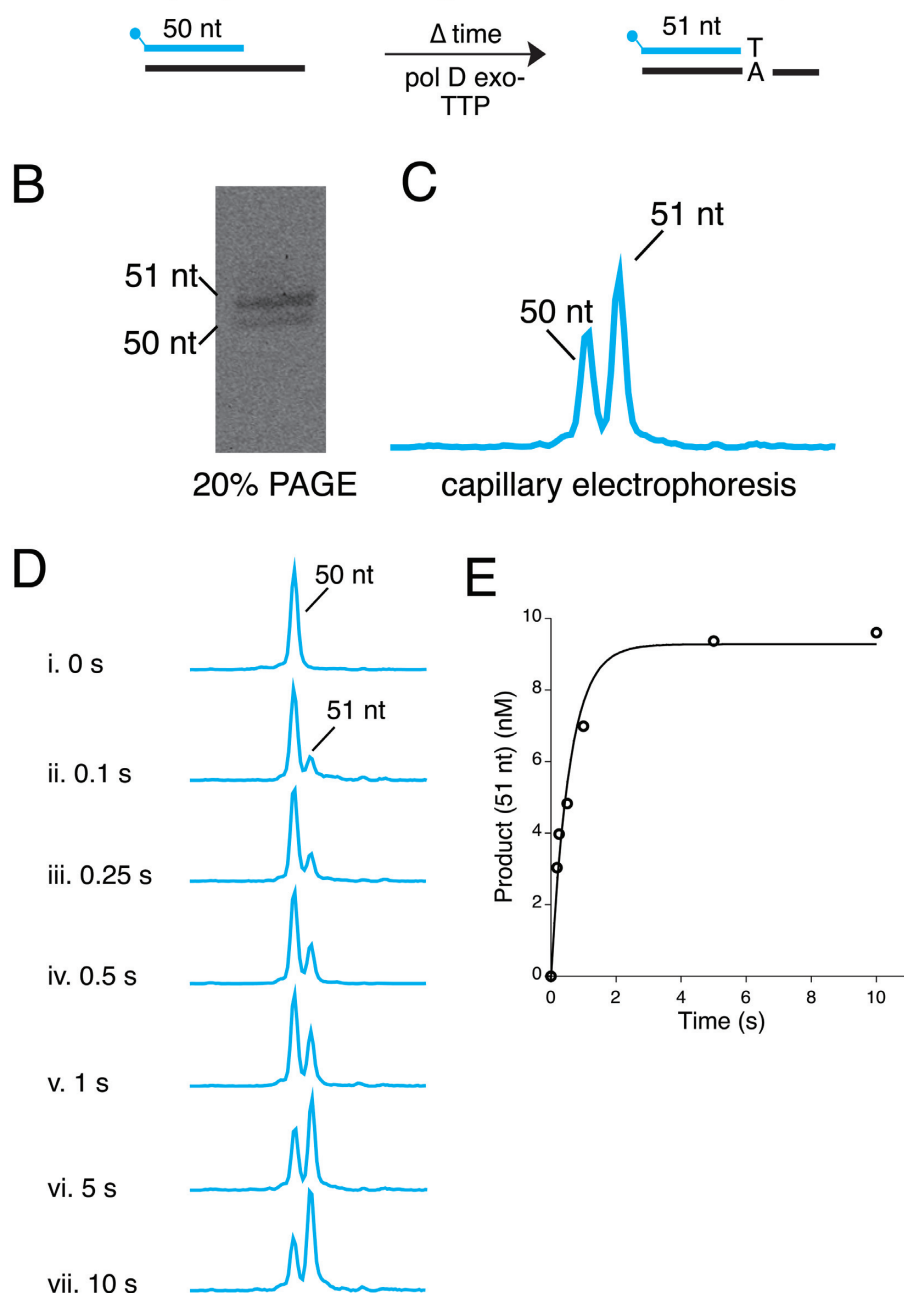 50 nt
Δ time
pol D exo-
TTP
51 nt
T
A
B
51 nt
50 nt
20% PAGE
C
51 nt
50 nt
capillary electrophoresis
D
50 nt
i. 0 s
51 nt
ii. 0.1 s
iii. 0.25 s
iv. 0.5 s
v. 1 s
vi. 5 s
vii. 10 s
E
10
8
6
4
2
0
Product (51 nt) (nM)
0 2 4 6 8 10
Time (s)